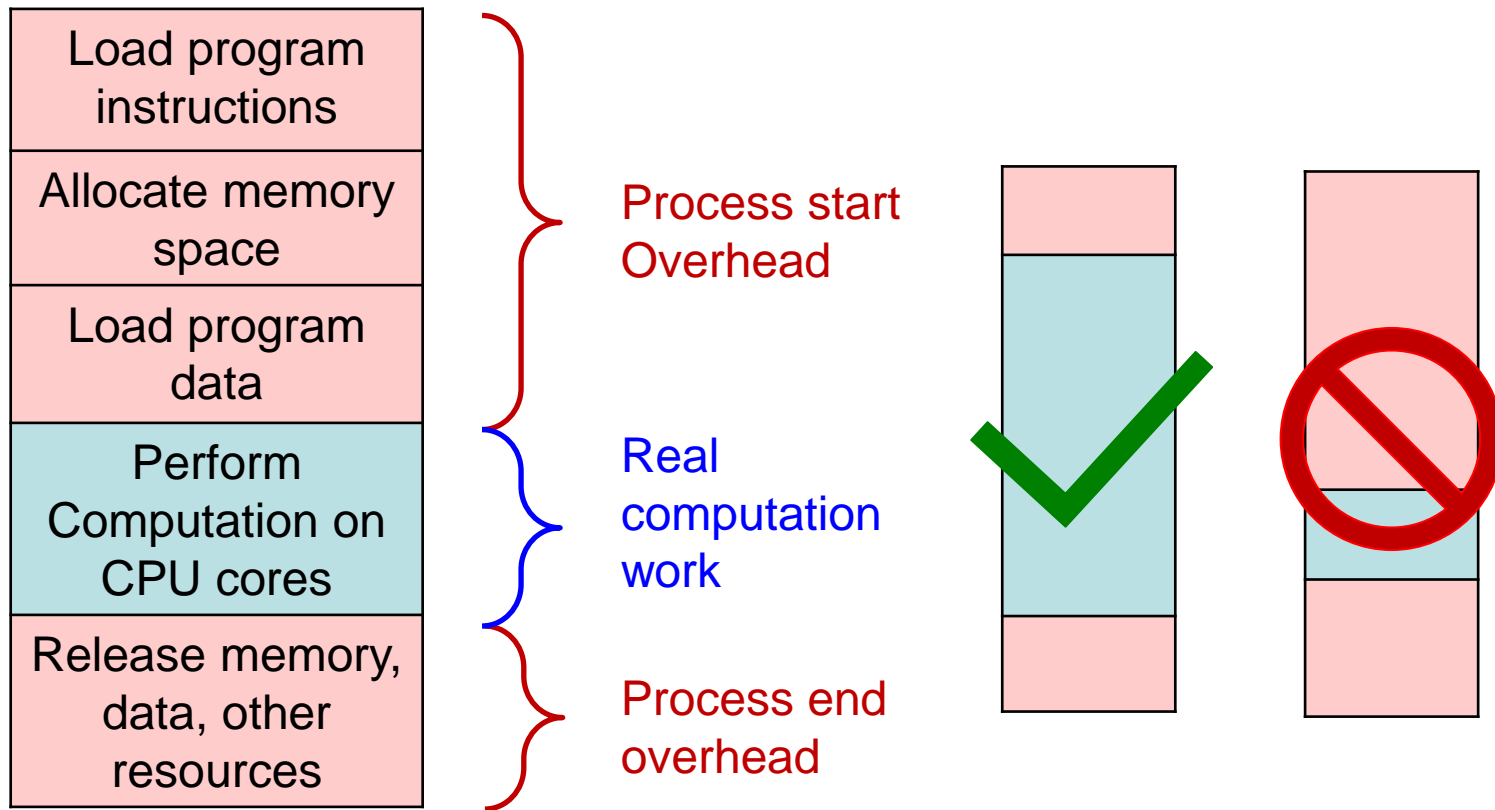 Load program
instructions
Allocate memory
space
Load program
data
Perform
Computation on
CPU cores
Release memory,
data, other
resources
Process start
Overhead
Real
computation
work
Process end
overhead